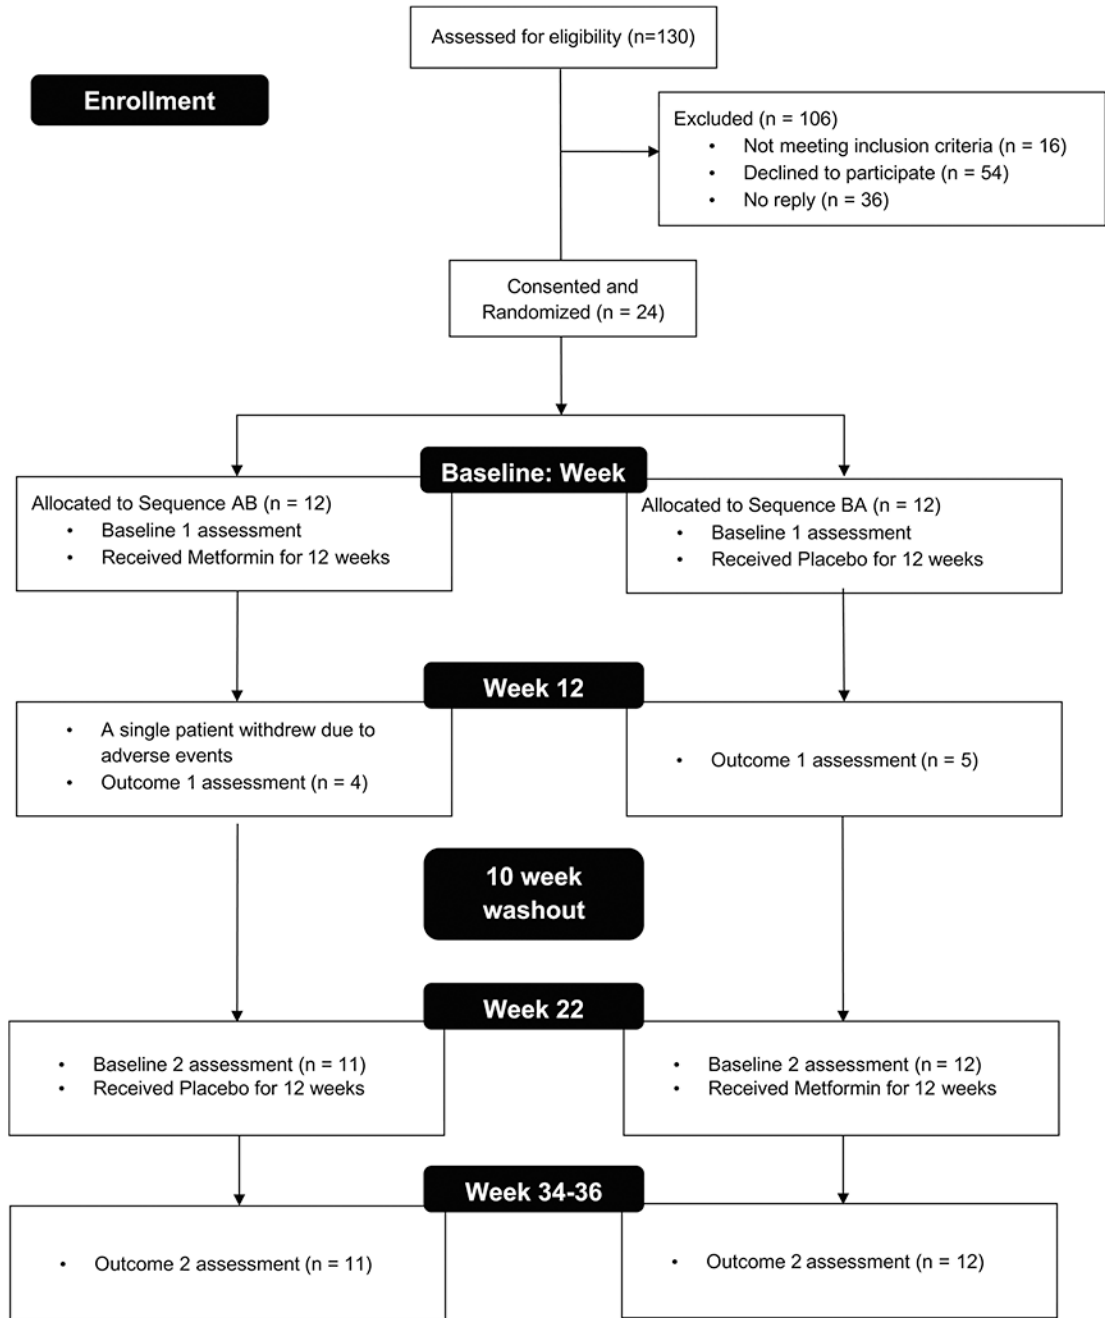 Assessed for eligibility (n=130)
Enrollment
Excluded (n = 106)
• Not meeting inclusion criteria (n = 16)
• Declined to participate (n = 54)
• No reply (n = 36)
Consented and
Randomized (n = 24)
Baseline: Week
Allocated to Sequence AB (n = 12)
• Baseline 1 assessment
• Received Metformin for 12 weeks
Allocated to Sequence BA (n = 12)
• Baseline 1 assessment
• Received Placebo for 12 weeks
Week 12
• A single patient withdrew due to
adverse events
• Outcome 1 assessment (n = 4)
• Outcome 1 assessment (n = 5)
10 week
washout
Week 22
• Baseline 2 assessment (n = 11)
• Received Placebo for 12 weeks
• Baseline 2 assessment (n = 12)
• Received Metformin for 12 weeks
Week 34-36
• Outcome 2 assessment (n = 11)
• Outcome 2 assessment (n = 12)